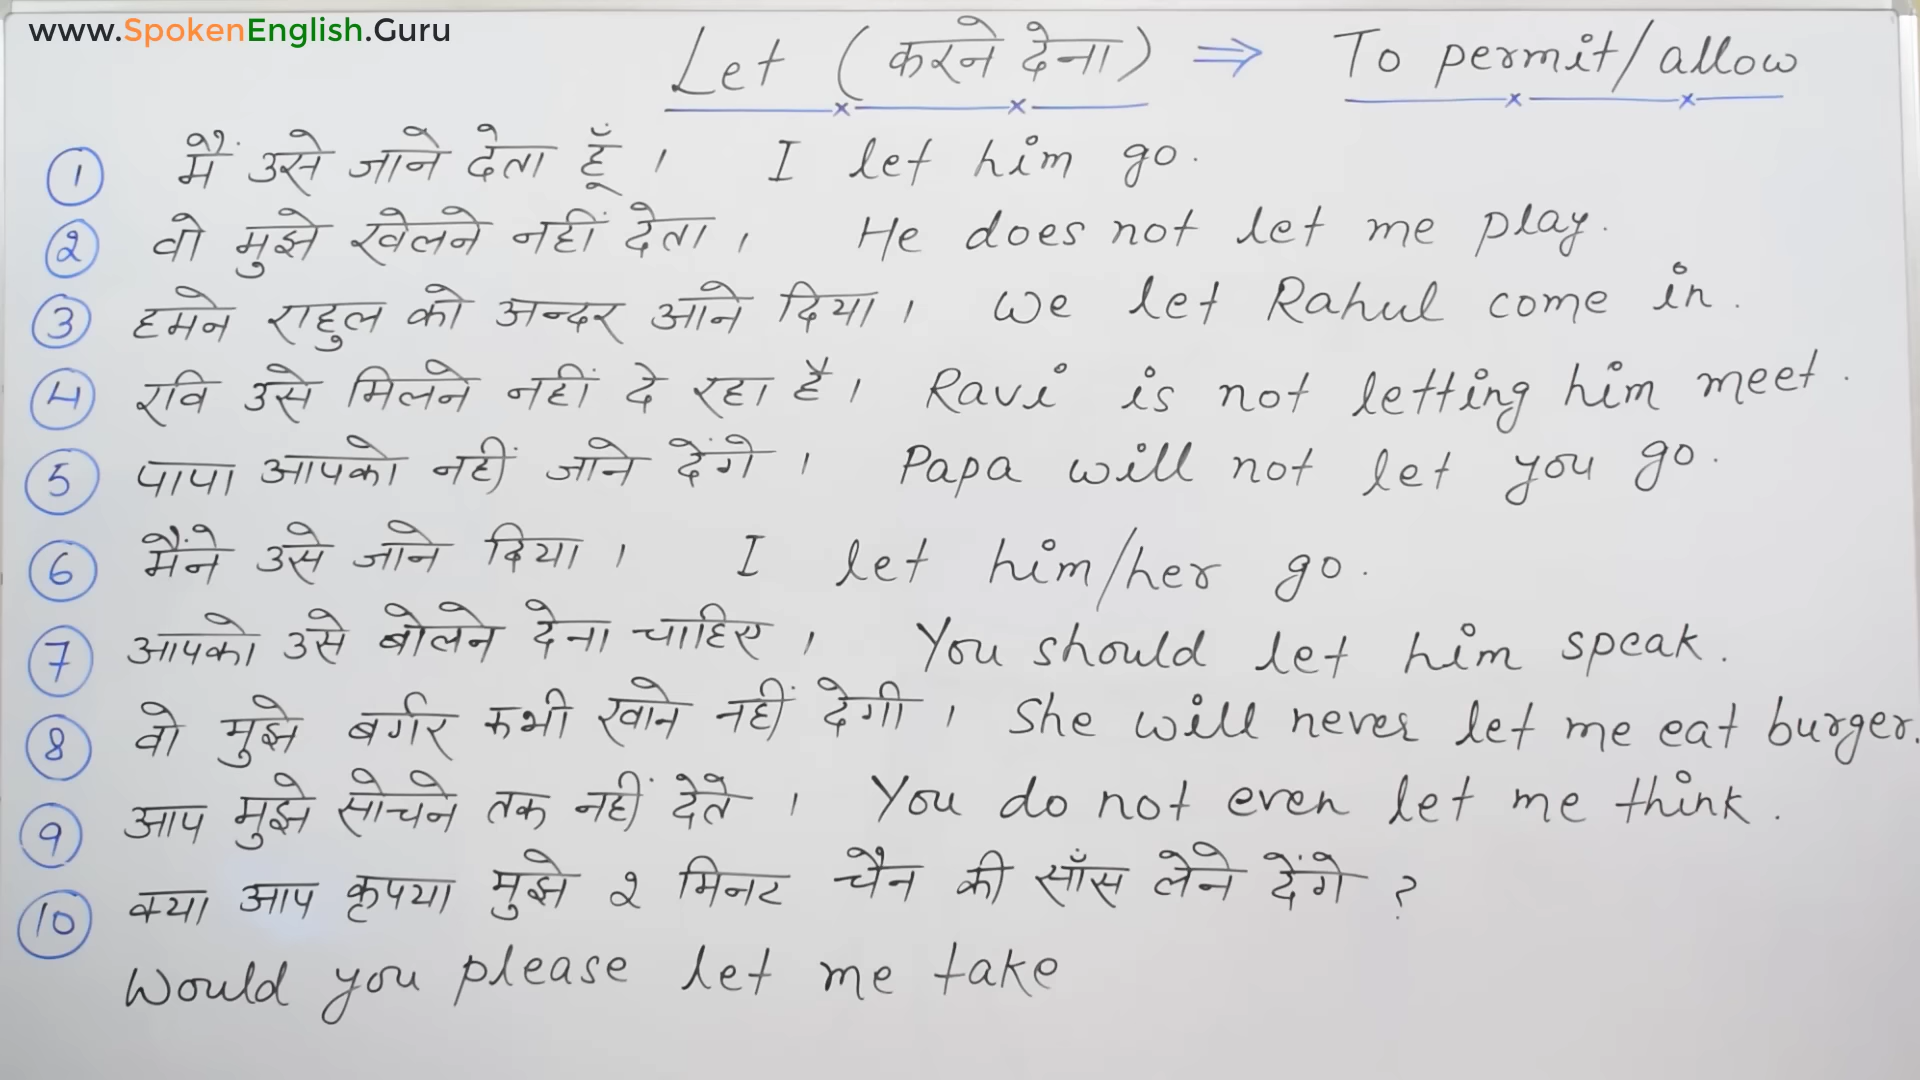 www.SpokenEnglish.Guru
Let (करने देना) ⇒ To permit/allow
1 मैं उसे जाने देता हूँ। I let him go.
2 वो मुझे खेलने नहीं देता। He does not let me play.
3 हमने राहुल को अन्दर आने दिया। We let Rahul come in.
4 रवि उसे मिलने नहीं दे रहा है। Ravi is not letting him meet.
5 पापा आपको नहीं जाने देंगे। Papa will not let you go.
6 मैंने उसे जाने दिया। I let him/her go.
7 आपको उसे बोलने देना चाहिए। You should let him speak.
8 वो मुझे बर्गर कभी खाने नहीं देगी। She will never let me eat burger.
9 आप मुझे सोचने तक नहीं देते। You do not even let me think.
10 क्या आप कृपया मुझे २ मिनट चैन की साँस लेने देंगे?
Would you please let me take